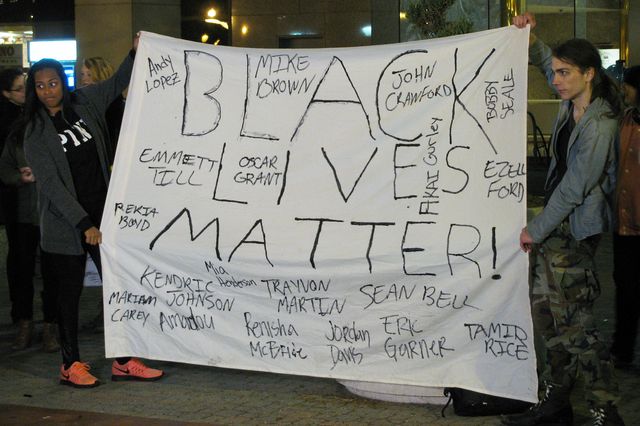 Andy
LOPEZ
MIKE
BROWN
JOHN
CRAWFORD
BOBBY
SEALE
BLACK
EMMETT
TILL
OSCAR
GRANT
LIVES
EZELL
FORD
REKIA
BOYD
MATTER!
KENDRIC
JOHNSON
Mia
Henderson
TRAYVON
MARTIN
SEAN BELL
MARIAM
CAREY
Amadou
Renisha
McBride
Jordan
Davis
ERIC
GARNER
TAMIR
RICE
PIN